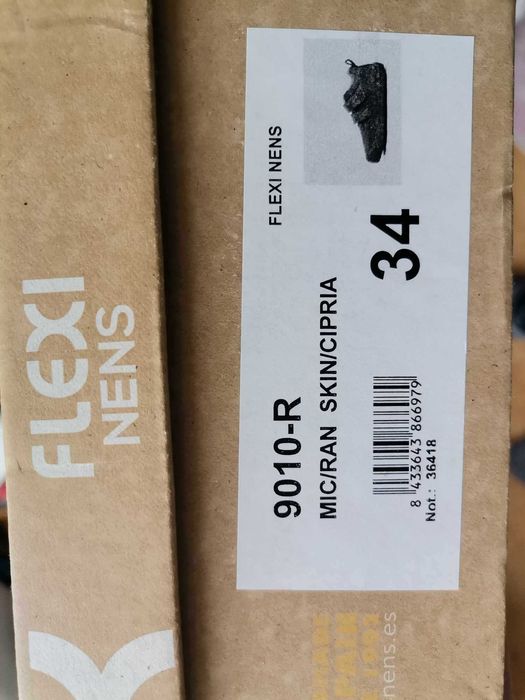 FLEXI
NENS
FLEXI NENS
9010-R
MIC/RAN SKIN/CIPRIA
34
8 433643 866979
Not.: 36418
nens.es